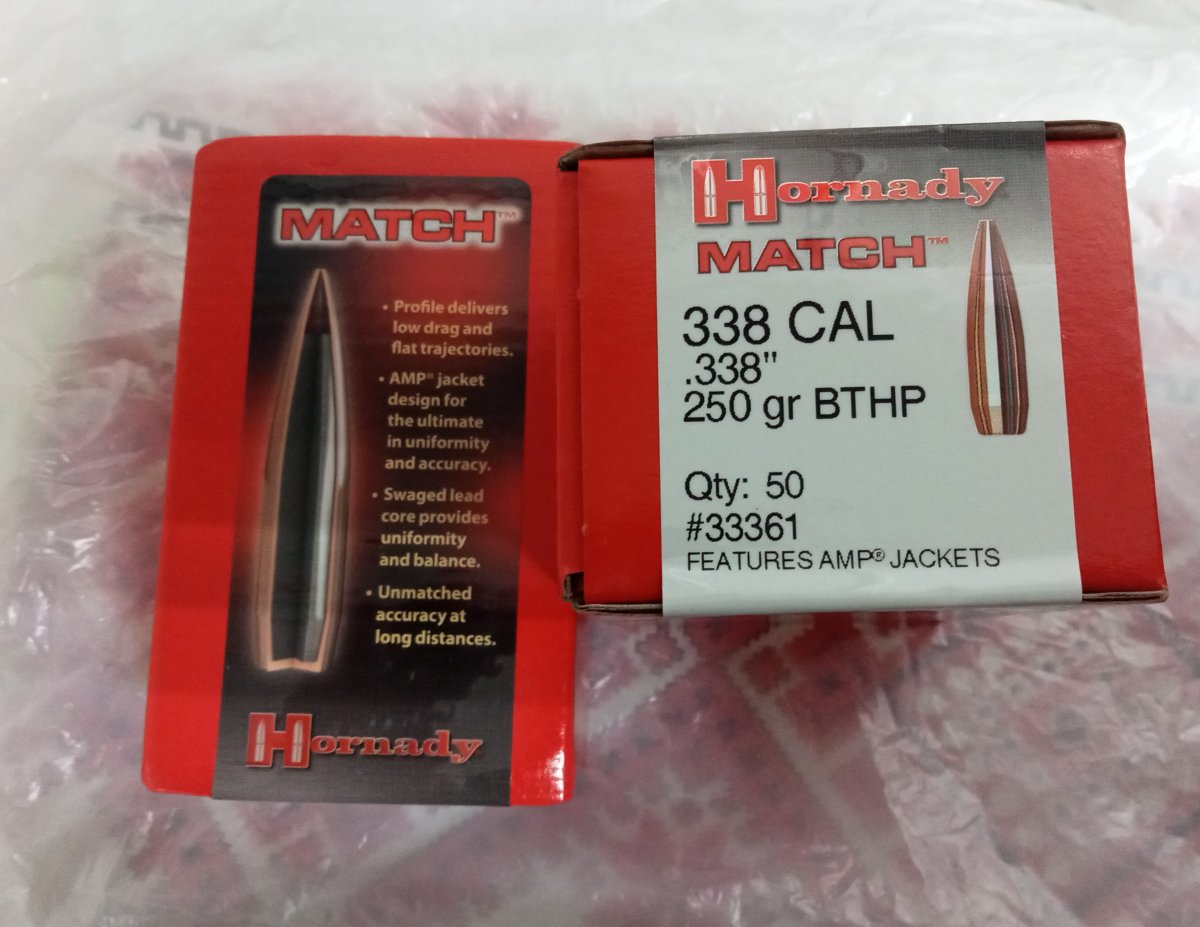 MATCH™
• Profile delivers
low drag and
flat trajectories.
• AMP® jacket
design for
the ultimate
in uniformity
and accuracy.
• Swaged lead
core provides
uniformity
and balance.
• Unmatched
accuracy at
long distances.
Hornady
Hornady
MATCH™
338 CAL
.338"
250 gr BTHP
Qty: 50
#33361
FEATURES AMP® JACKETS